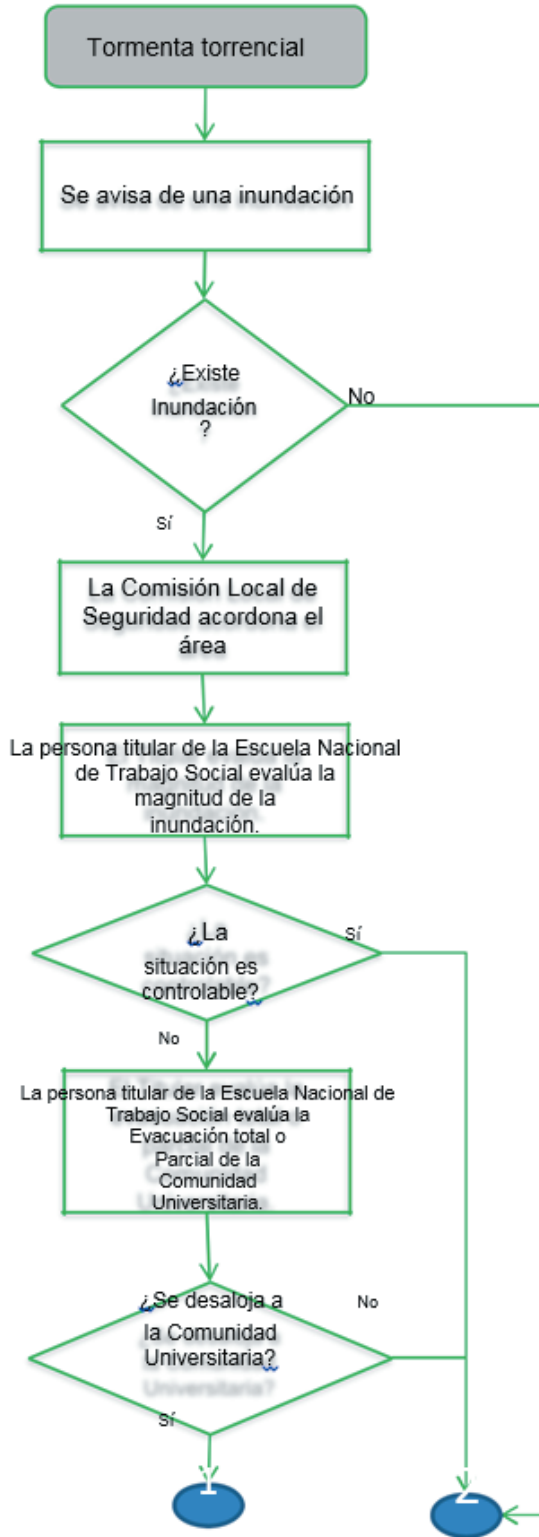 Tormenta torrencial
Se avisa de una inundación
¿Existe
Inundación
?
No
Sí
La Comisión Local de
Seguridad acordona el
área
La persona titular de la Escuela Nacional
de Trabajo Social evalúa la
magnitud de la
inundación.
¿La
situación es
controlable?
Sí
No
La persona titular de la Escuela Nacional de
Trabajo Social evalúa la
Evacuación total o
Parcial de la
Comunidad
Universitaria.
¿Se desaloja a
la Comunidad
Universitaria?
No
Sí
1
2